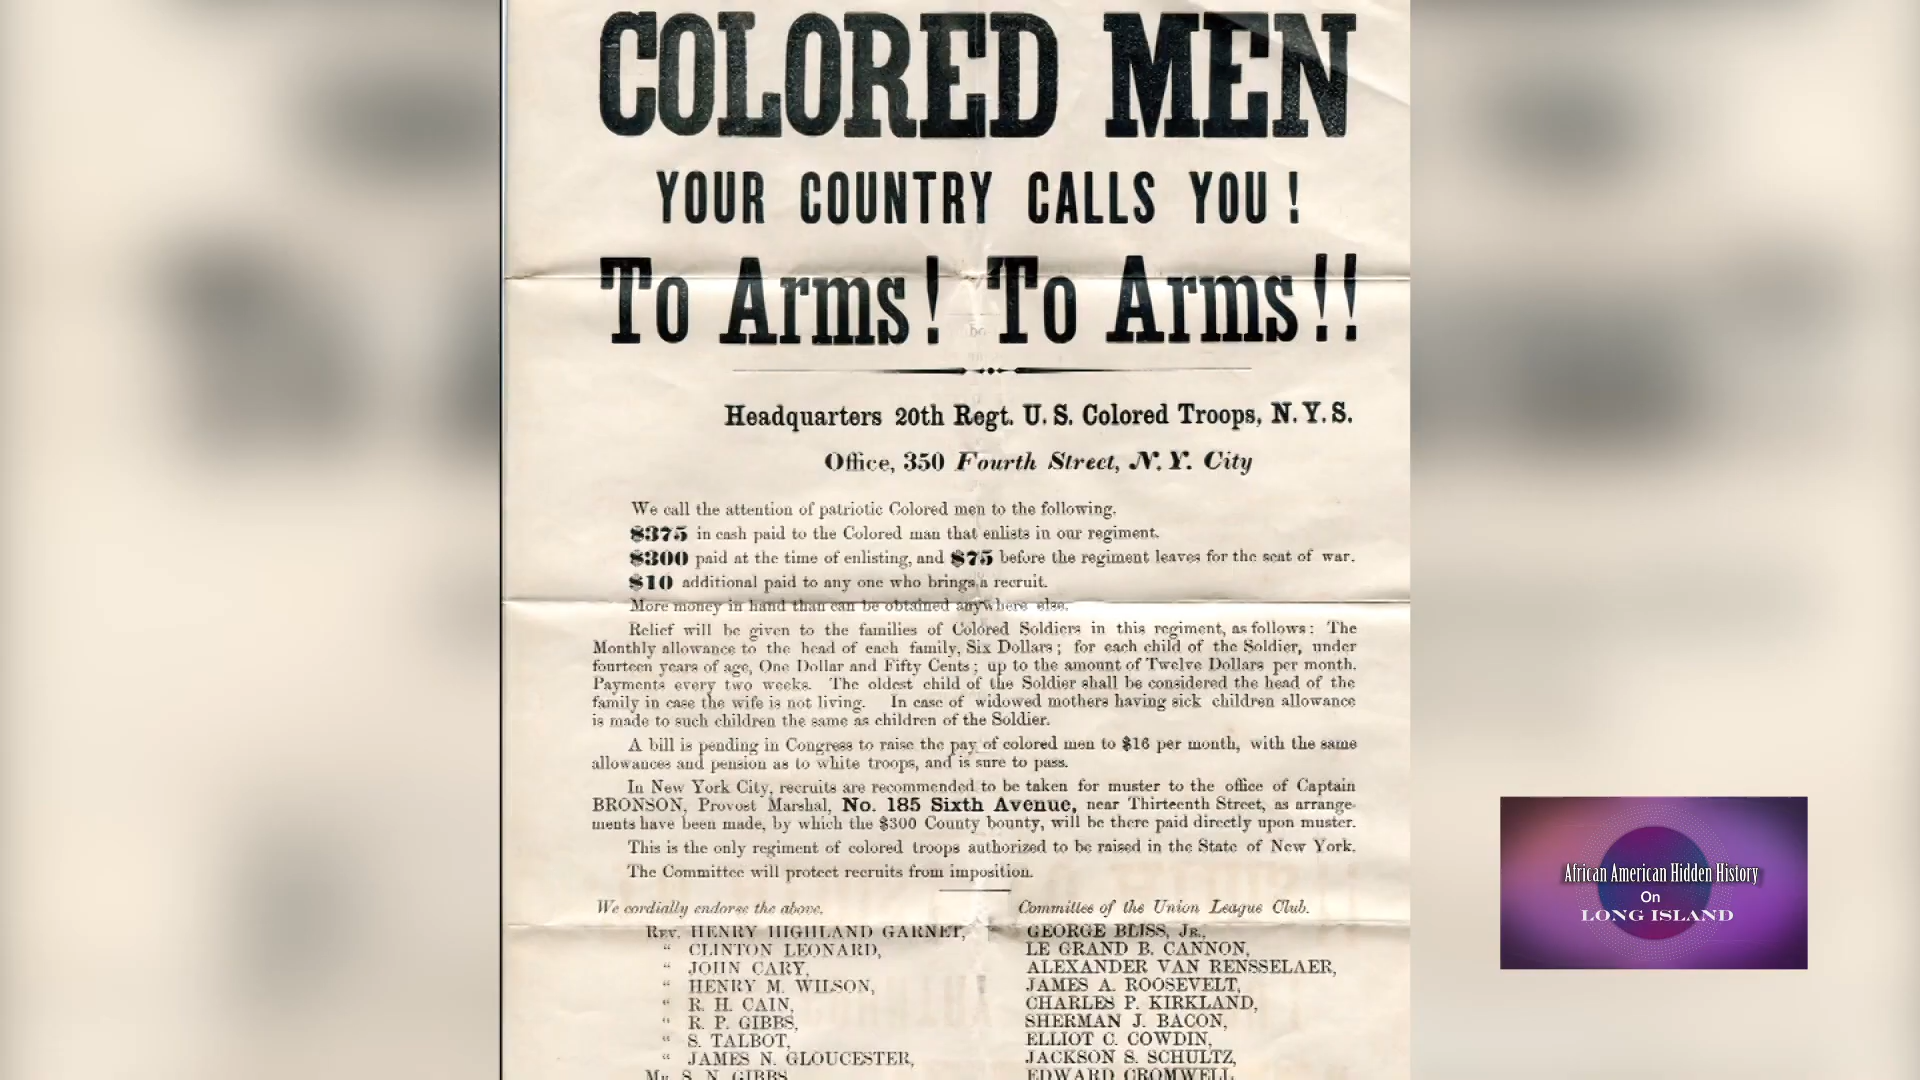 COLORED MEN
YOUR COUNTRY CALLS YOU!
To Arms! To Arms!!
Headquarters 20th Regt. U. S. Colored Troops, N. Y. S.
Office, 350 Fourth Street, N. Y. City
We call the attention of patriotic Colored men to the following.
$375 in cash paid to the Colored man that enlists in our regiment.
$300 paid at the time of enlisting, and $75 before the regiment leaves for the seat of war.
$10 additional paid to any one who brings a recruit.
More money in hand than can be obtained anywhere else.
Relief will be given to the families of Colored Soldiers in this regiment, as follows: The
Monthly allowance to the head of each family, Six Dollars; for each child of the Soldier, under
fourteen years of age, One Dollar and Fifty Cents; up to the amount of Twelve Dollars per month.
Payments every two weeks. The oldest child of the Soldier shall be considered the head of the
family in case the wife is not living. In case of widowed mothers having sick children allowance
is made to such children the same as children of the Soldier.
A bill is pending in Congress to raise the pay of colored men to $16 per month, with the same
allowances and pension as to white troops, and is sure to pass.
In New York City, recruits are recommended to be taken for muster to the office of Captain
BRONSON, Provost Marshal, No. 185 Sixth Avenue, near Thirteenth Street, as arrange-
ments have been made, by which the $300 County bounty, will be there paid directly upon muster.
This is the only regiment of colored troops authorized to be raised in the State of New York.
The Committee will protect recruits from imposition.
We cordially endorse the above.
REV. HENRY HIGHLAND GARNET,
" CLINTON LEONARD,
" JOHN CARY,
" HENRY M. WILSON,
" R. H. CAIN,
" R. P. GIBBS,
" S. TALBOT,
" JAMES N. GLOUCESTER,
MR. S. N. GIBBS
Committee of the Union League Club.
GEORGE BLISS, JR.,
LE GRAND B. CANNON,
ALEXANDER VAN RENSSELAER,
JAMES A. ROOSEVELT,
CHARLES P. KIRKLAND,
SHERMAN J. BACON,
ELLIOT C. COWDIN,
JACKSON S. SCHULTZ,
EDWARD CROMWELL
African American Hidden History
On
LONG ISLAND